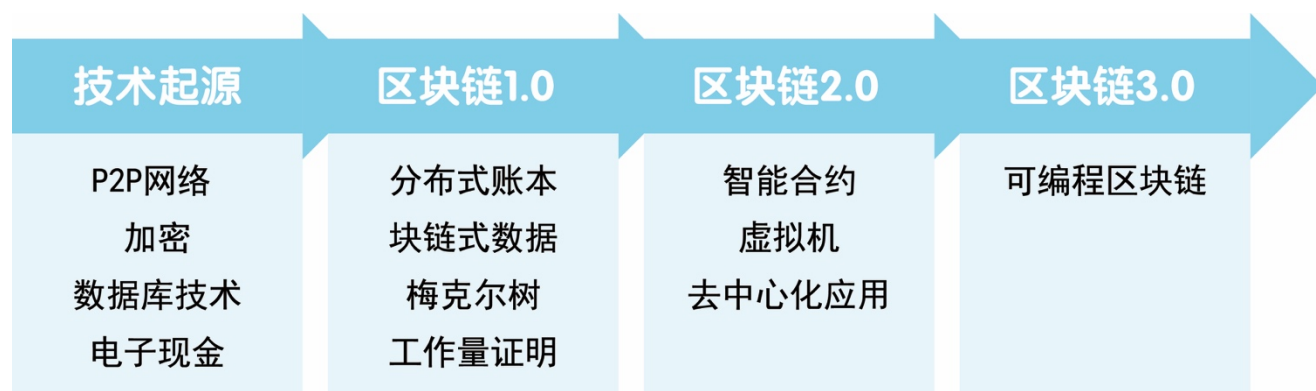 技术起源
P2P网络
加密
数据库技术
电子现金
区块链1.0
分布式账本
块链式数据
梅克尔树
工作量证明
区块链2.0
智能合约
虚拟机
去中心化应用
区块链3.0
可编程区块链